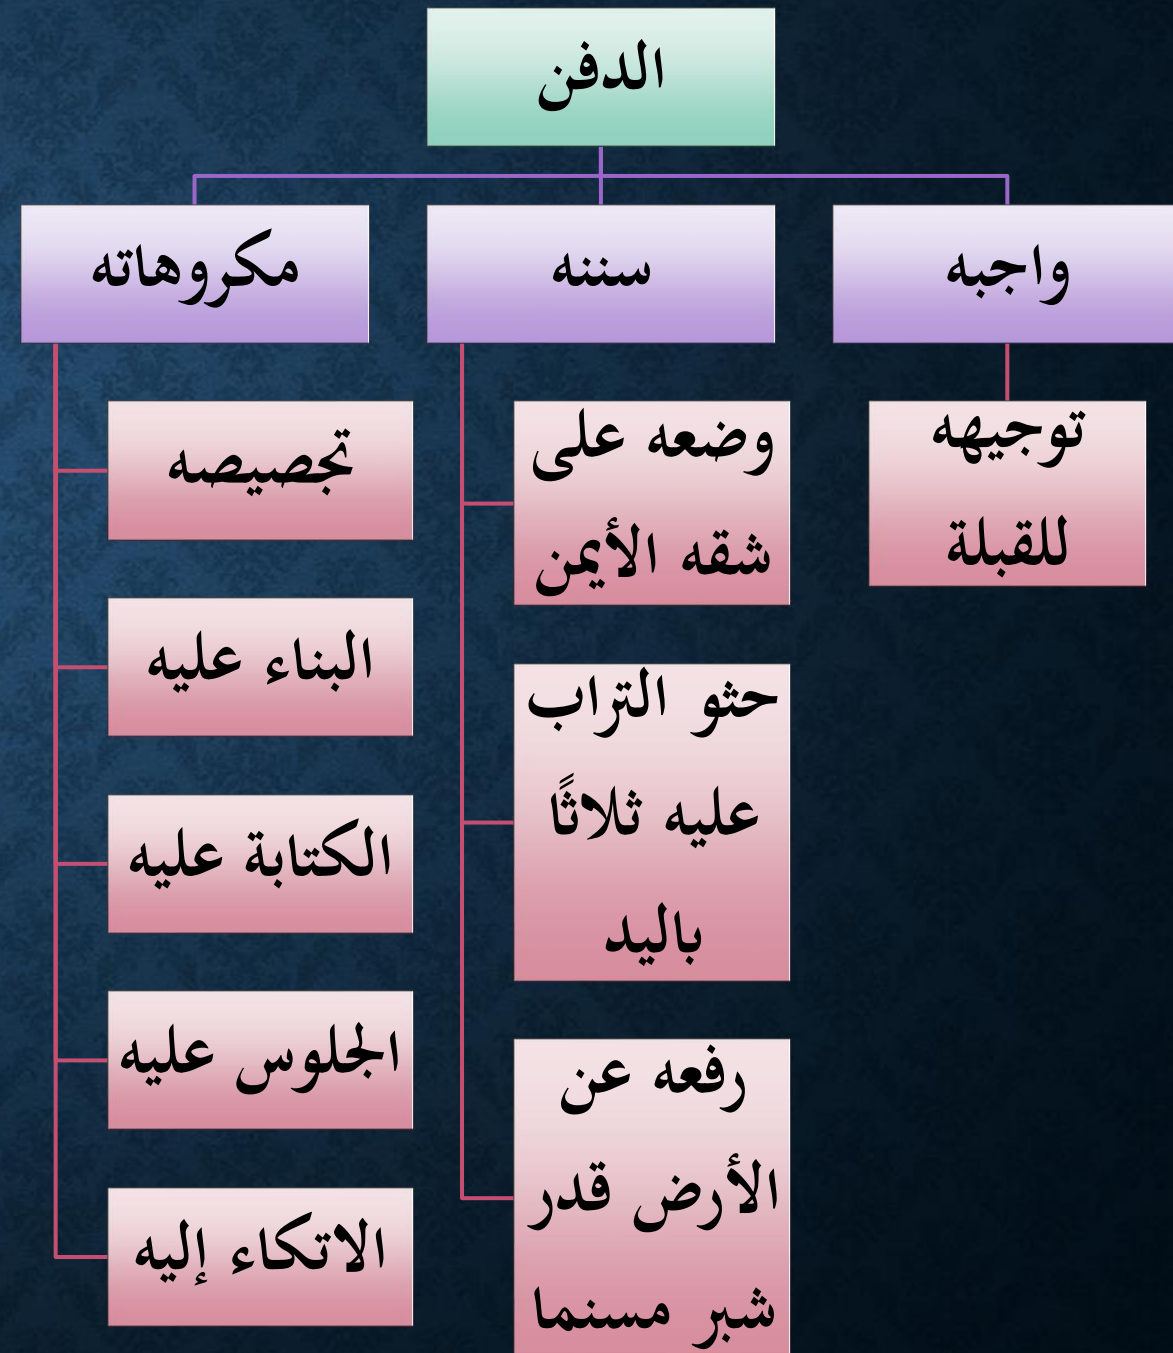 الدفن
واجبه
توجيهه
للقبلة
سننه
وضعه على
شقه الأيمن
حثو التراب
عليه ثلاثًا
باليد
رفعه عن
الأرض قدر
شبر مسنما
مكروهاته
تجصيصه
البناء عليه
الكتابة عليه
الجلوس عليه
الاتكاء إليه